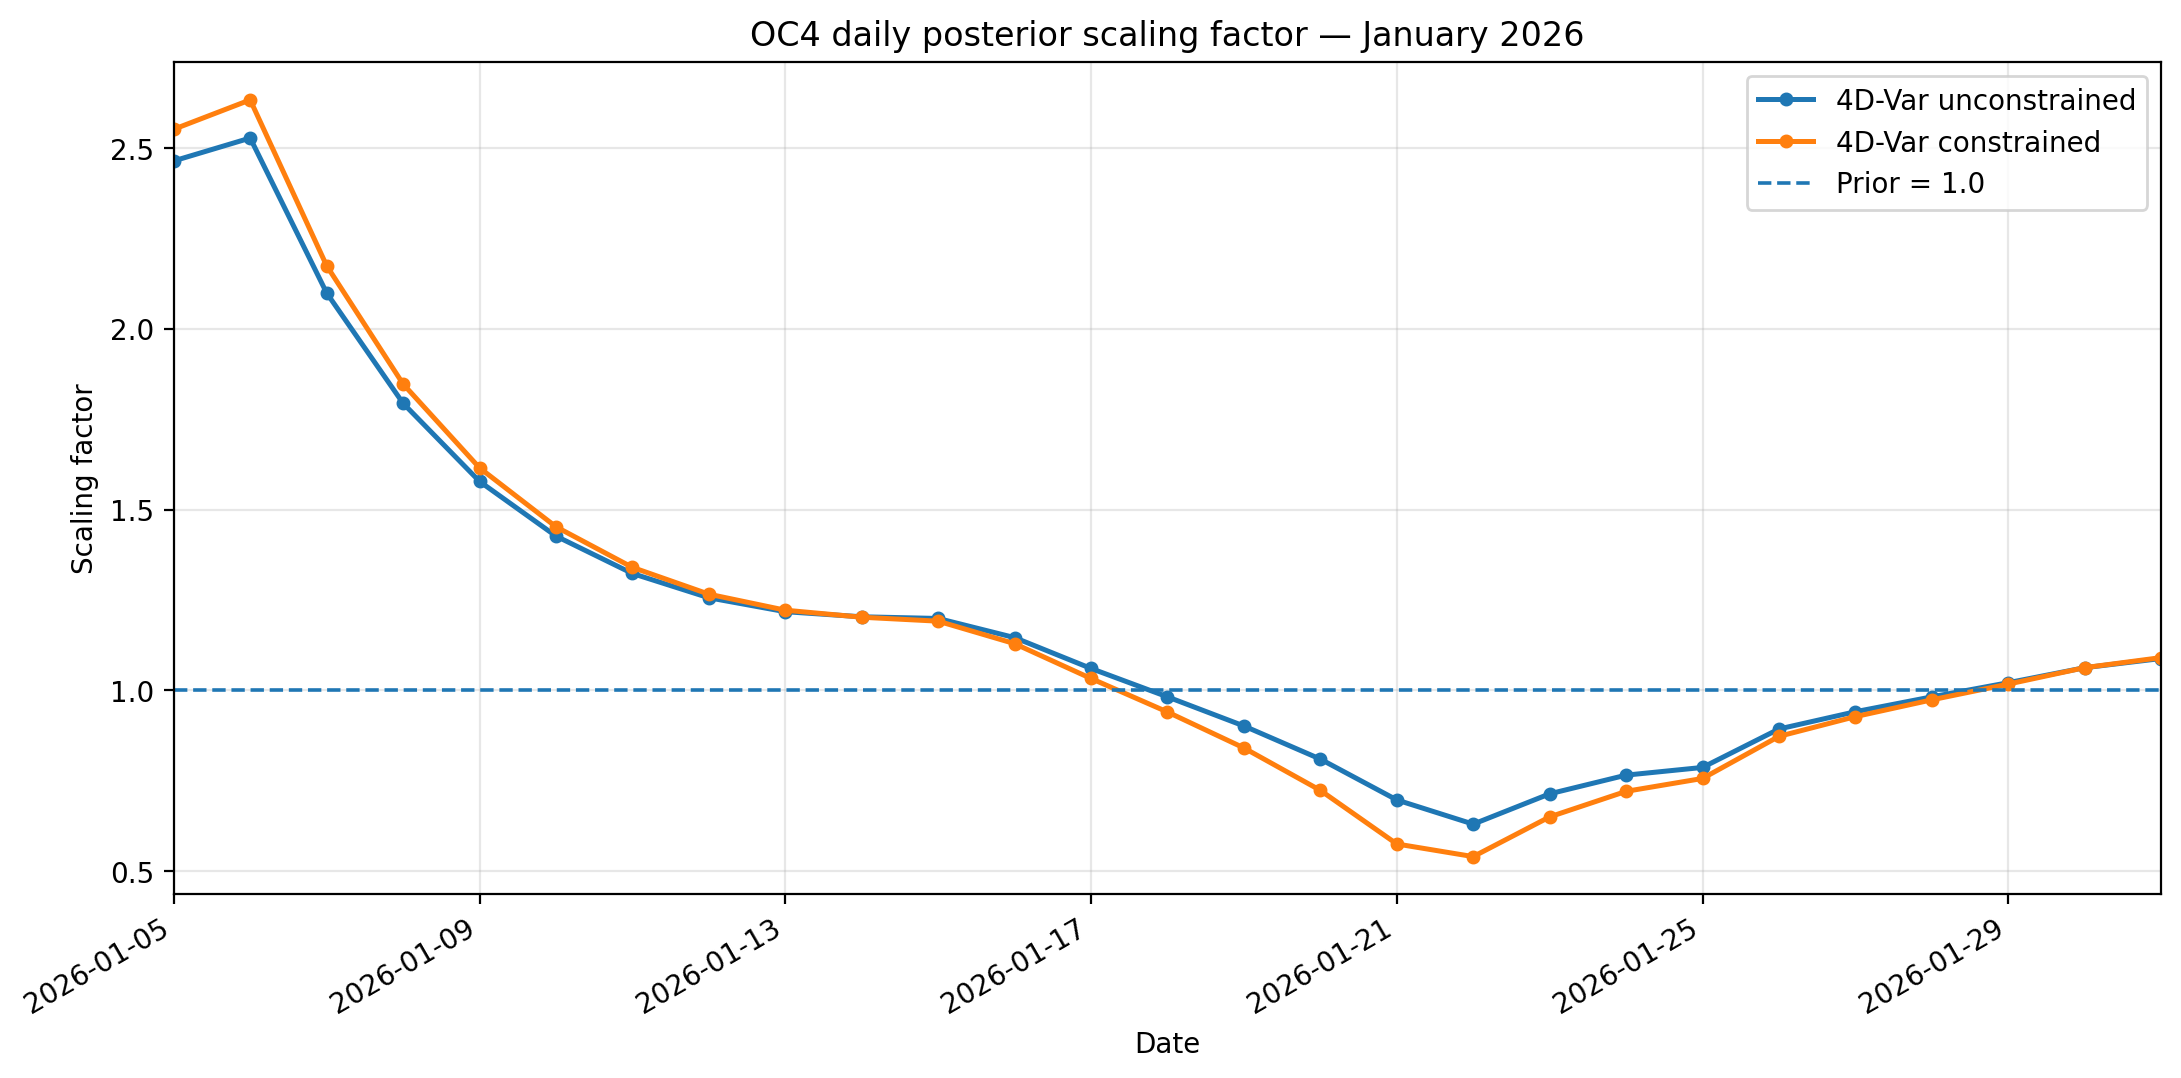 OC4 daily posterior scaling factor — January 2026
4D-Var unconstrained
4D-Var constrained
Prior = 1.0
Scaling factor
2.5
2.0
1.5
1.0
0.5
2026-01-05
2026-01-09
2026-01-13
2026-01-17
2026-01-21
2026-01-25
2026-01-29
Date